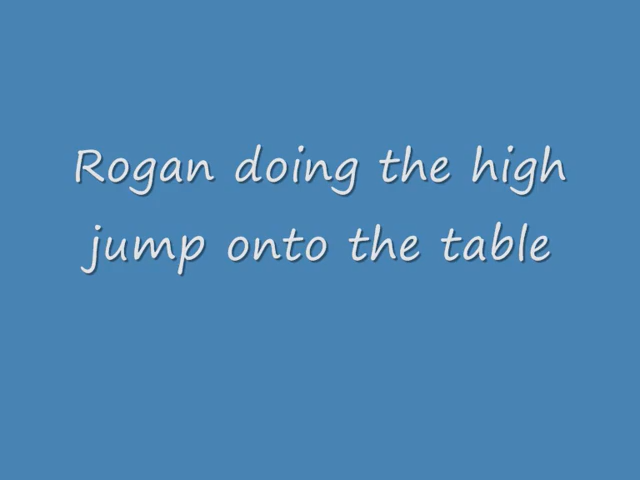 Rogan doing the high
jump onto the table